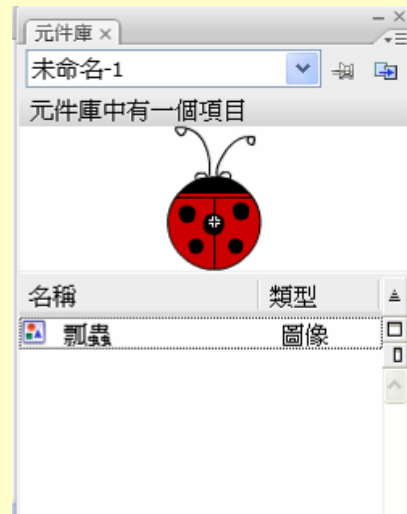 元件庫
未命名-1
元件庫中有一個項目
名稱 類型
瓢蟲 圖像